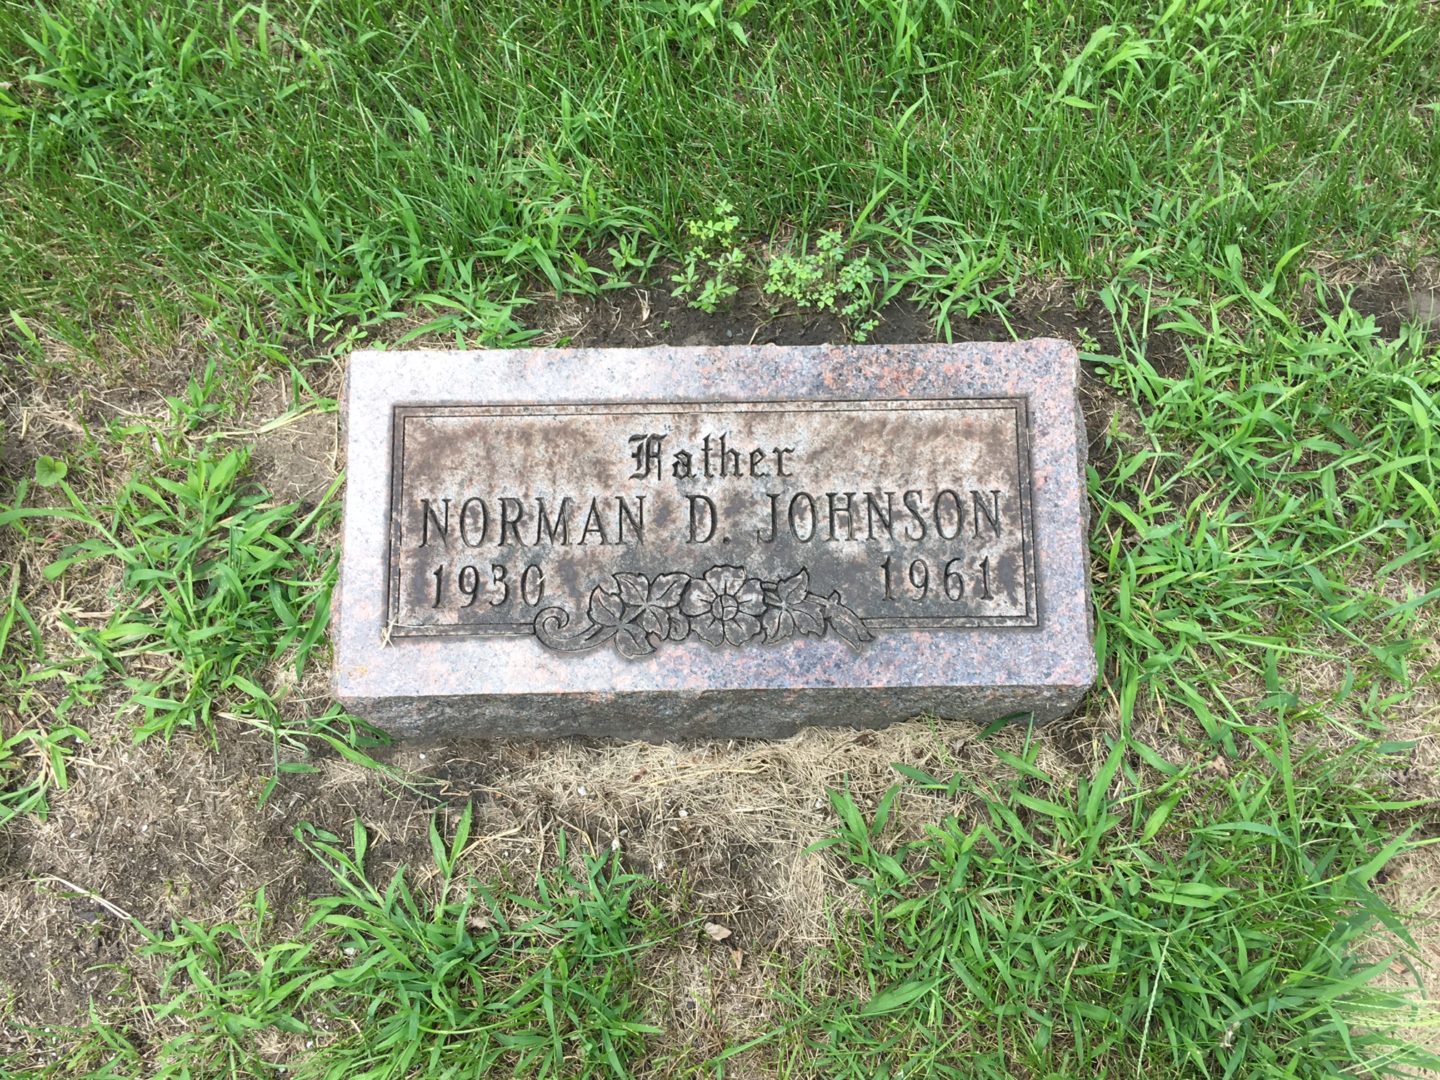 Father
NORMAN D. JOHNSON
1930 1961